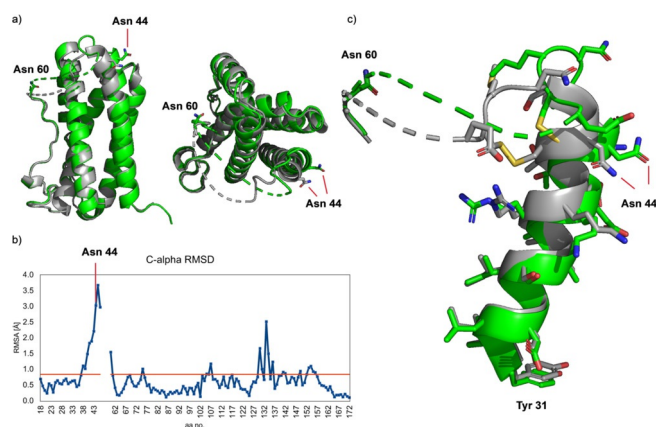 a)
Asn 44
Asn 60
Asn 60
Asn 44
b)
Asn 44
C-alpha RMSD
RMSA [Å]
4.0
3.5
3.0
2.5
2.0
1.5
1.0
0.5
0.0
18 23 28 33 38 43 62 67 72 77 82 87 92 97 102 107 112 117 122 127 132 137 142 147 152 157 162 167 172
aa no.
c)
Asn 60
Asn 44
Tyr 31